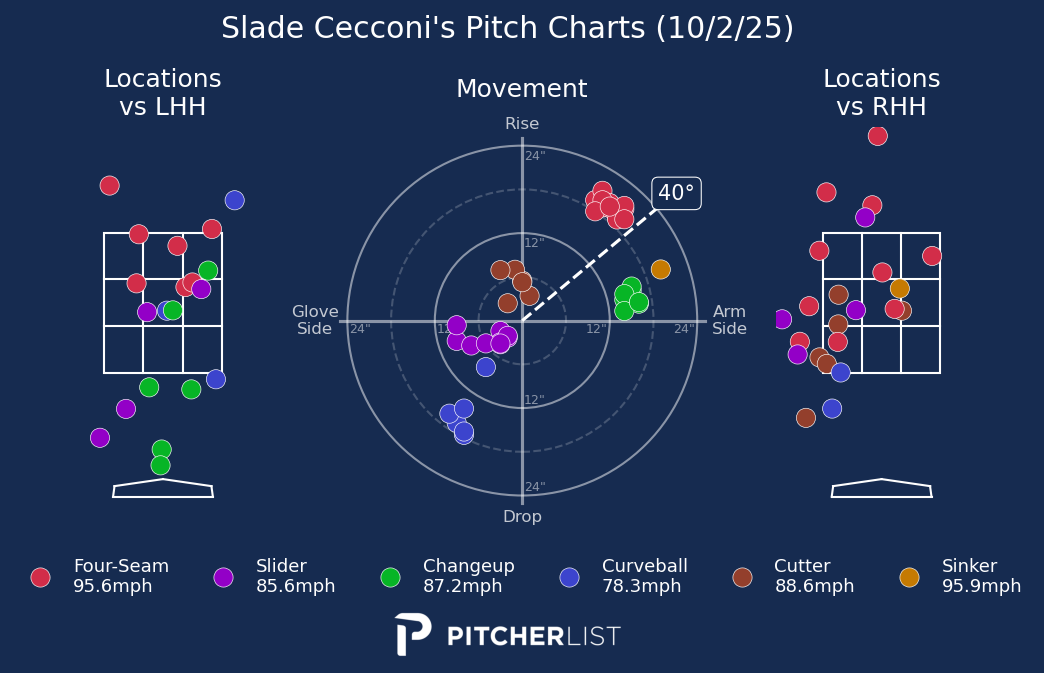 Slade Cecconi's Pitch Charts (10/2/25)
Locations
vs LHH
Movement
Locations
vs RHH
Rise
24"
40°
12"
Glove
Side
24"
12"
24"
Arm
Side
12"
24"
Drop
Four-Seam
95.6mph
Slider
85.6mph
Changeup
87.2mph
Curveball
78.3mph
Cutter
88.6mph
Sinker
95.9mph
PITCHERLIST